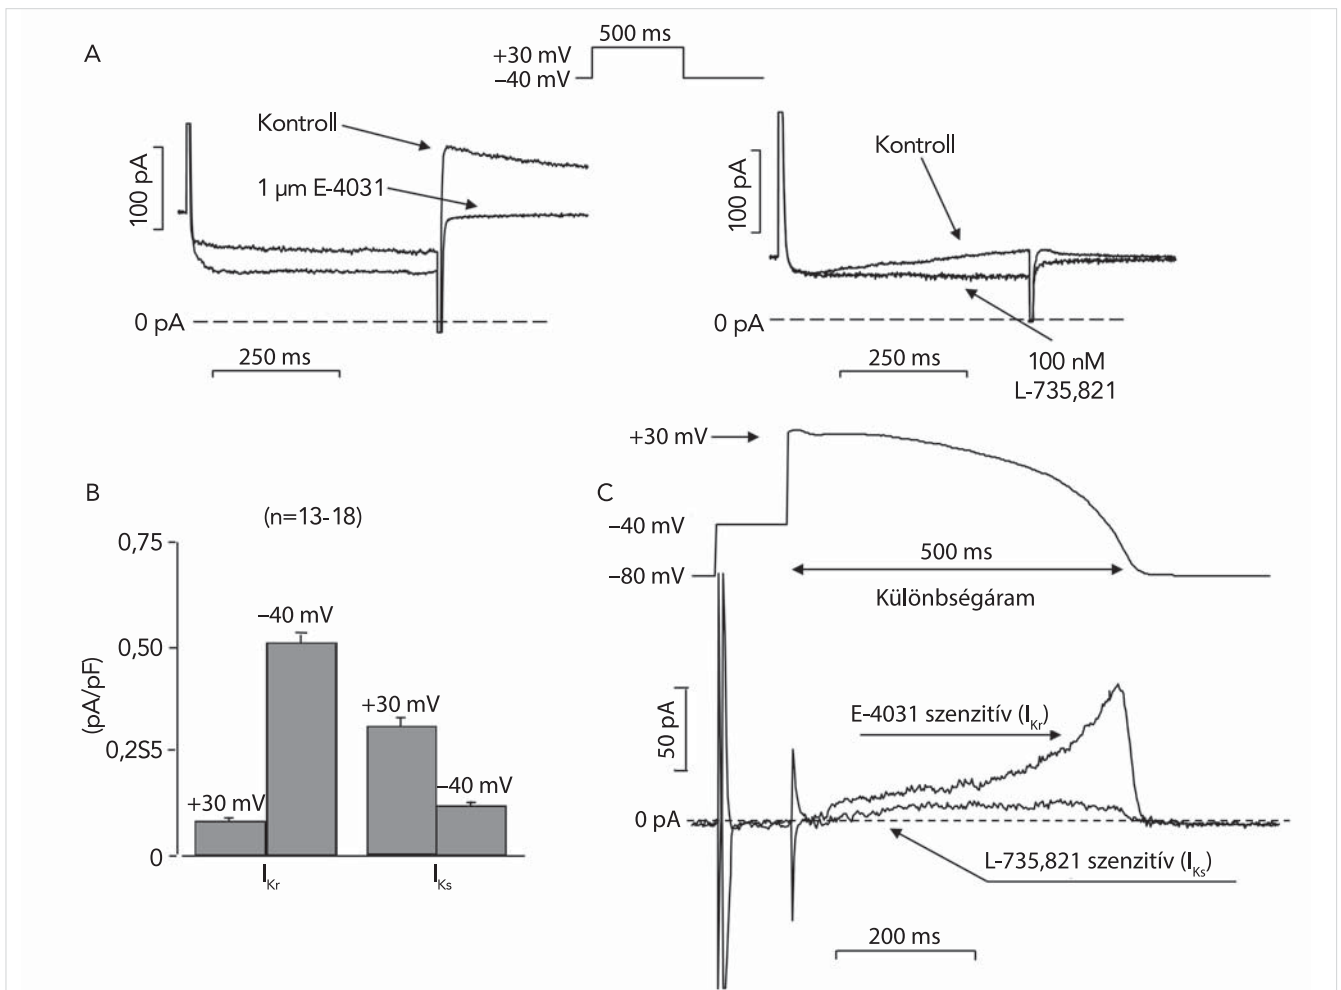 A
500 ms
+30 mV
−40 mV
Kontroll
1 µm E-4031
100 pA
0 pA
250 ms
Kontroll
100 pA
0 pA
250 ms
100 nM
L-735,821
B
(n=13-18)
(pA/pF)
0,75
0,50
0,2S5
0
+30 mV
−40 mV
+30 mV
−40 mV
IKr
IKs
C
+30 mV
−40 mV
−80 mV
500 ms
Különbségáram
50 pA
E-4031 szenzitív (IKr)
0 pA
L-735,821 szenzitív (IKs)
200 ms